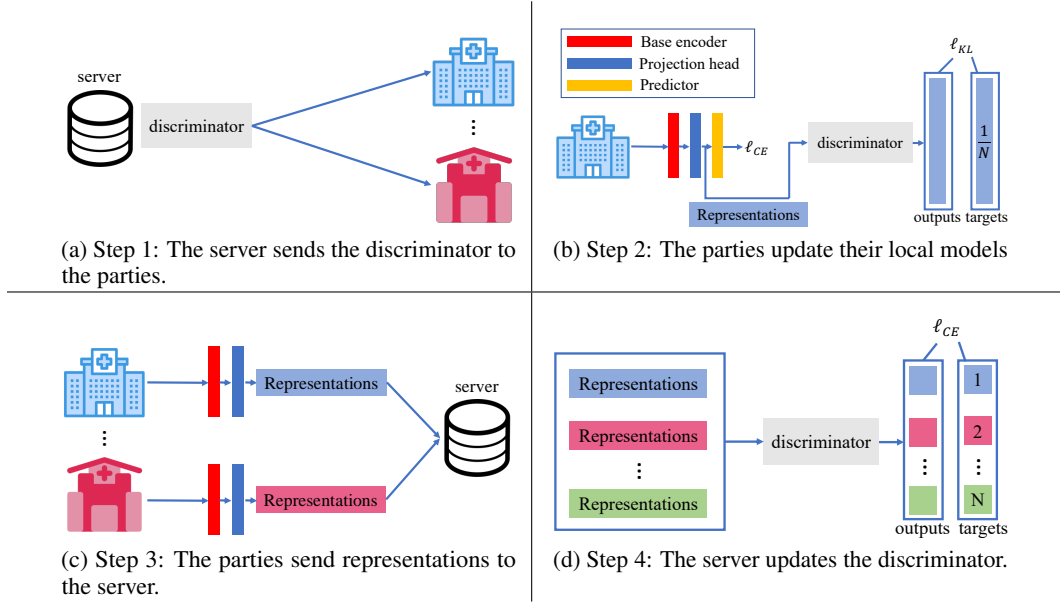 server
discriminator
(a) Step 1: The server sends the discriminator to
the parties.
Base encoder
Projection head
Predictor
ℓ_CE
Representations
discriminator
ℓ_KL
1/N
outputs targets
(b) Step 2: The parties update their local models
Representations
Representations
server
(c) Step 3: The parties send representations to
the server.
Representations
Representations
Representations
discriminator
ℓ_CE
1
2
N
outputs targets
(d) Step 4: The server updates the discriminator.